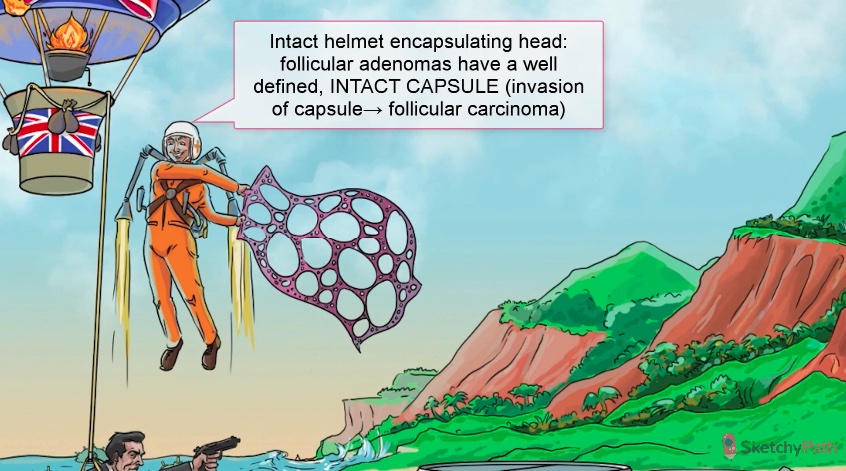 Intact helmet encapsulating head:
follicular adenomas have a well
defined, INTACT CAPSULE (invasion
of capsule→ follicular carcinoma)
SketchyPath